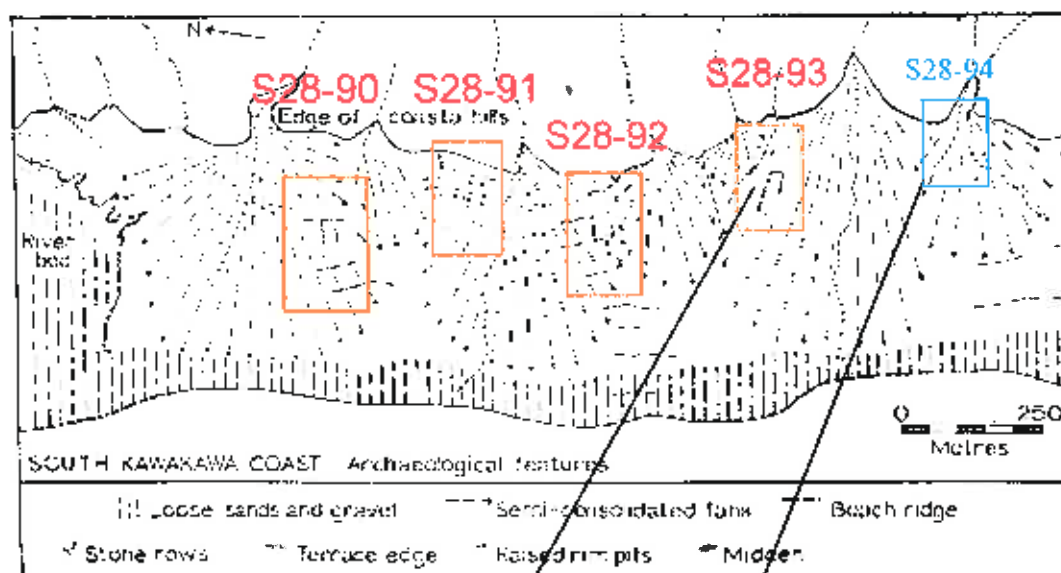 N
S28-90 S28-91 S28-93 S28-94
Edge of coastal hills
S28-92
River
bed
0 250
Metres
SOUTH KAWAKAWA COAST Archaeological features
Loose sands and gravel Semi-consolidated fans Beach ridge
Stone rows Terrace edge Raised rim pits Midden